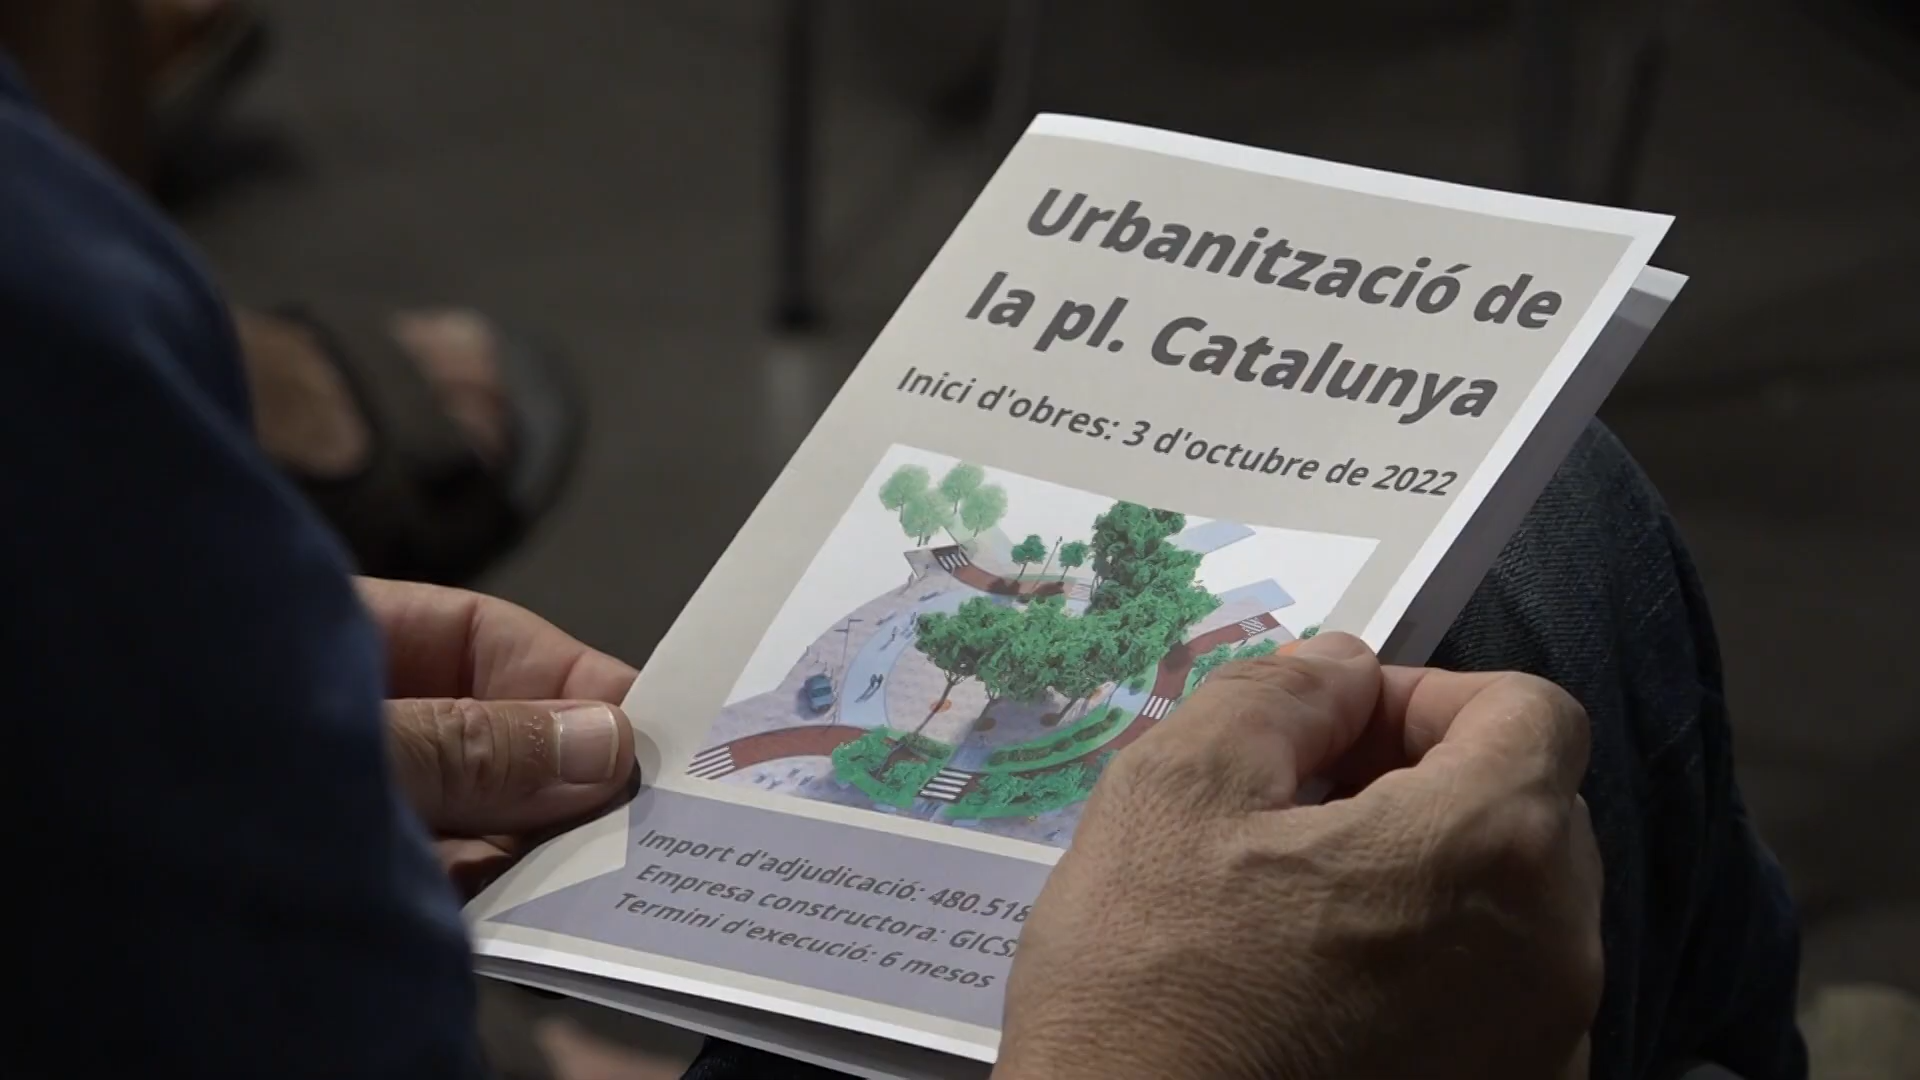 Urbanització de
la pl. Catalunya
Inici d'obres: 3 d'octubre de 2022
Import d'adjudicació: 480.518
Empresa constructora: GICSA
Termini d'execució: 6 mesos